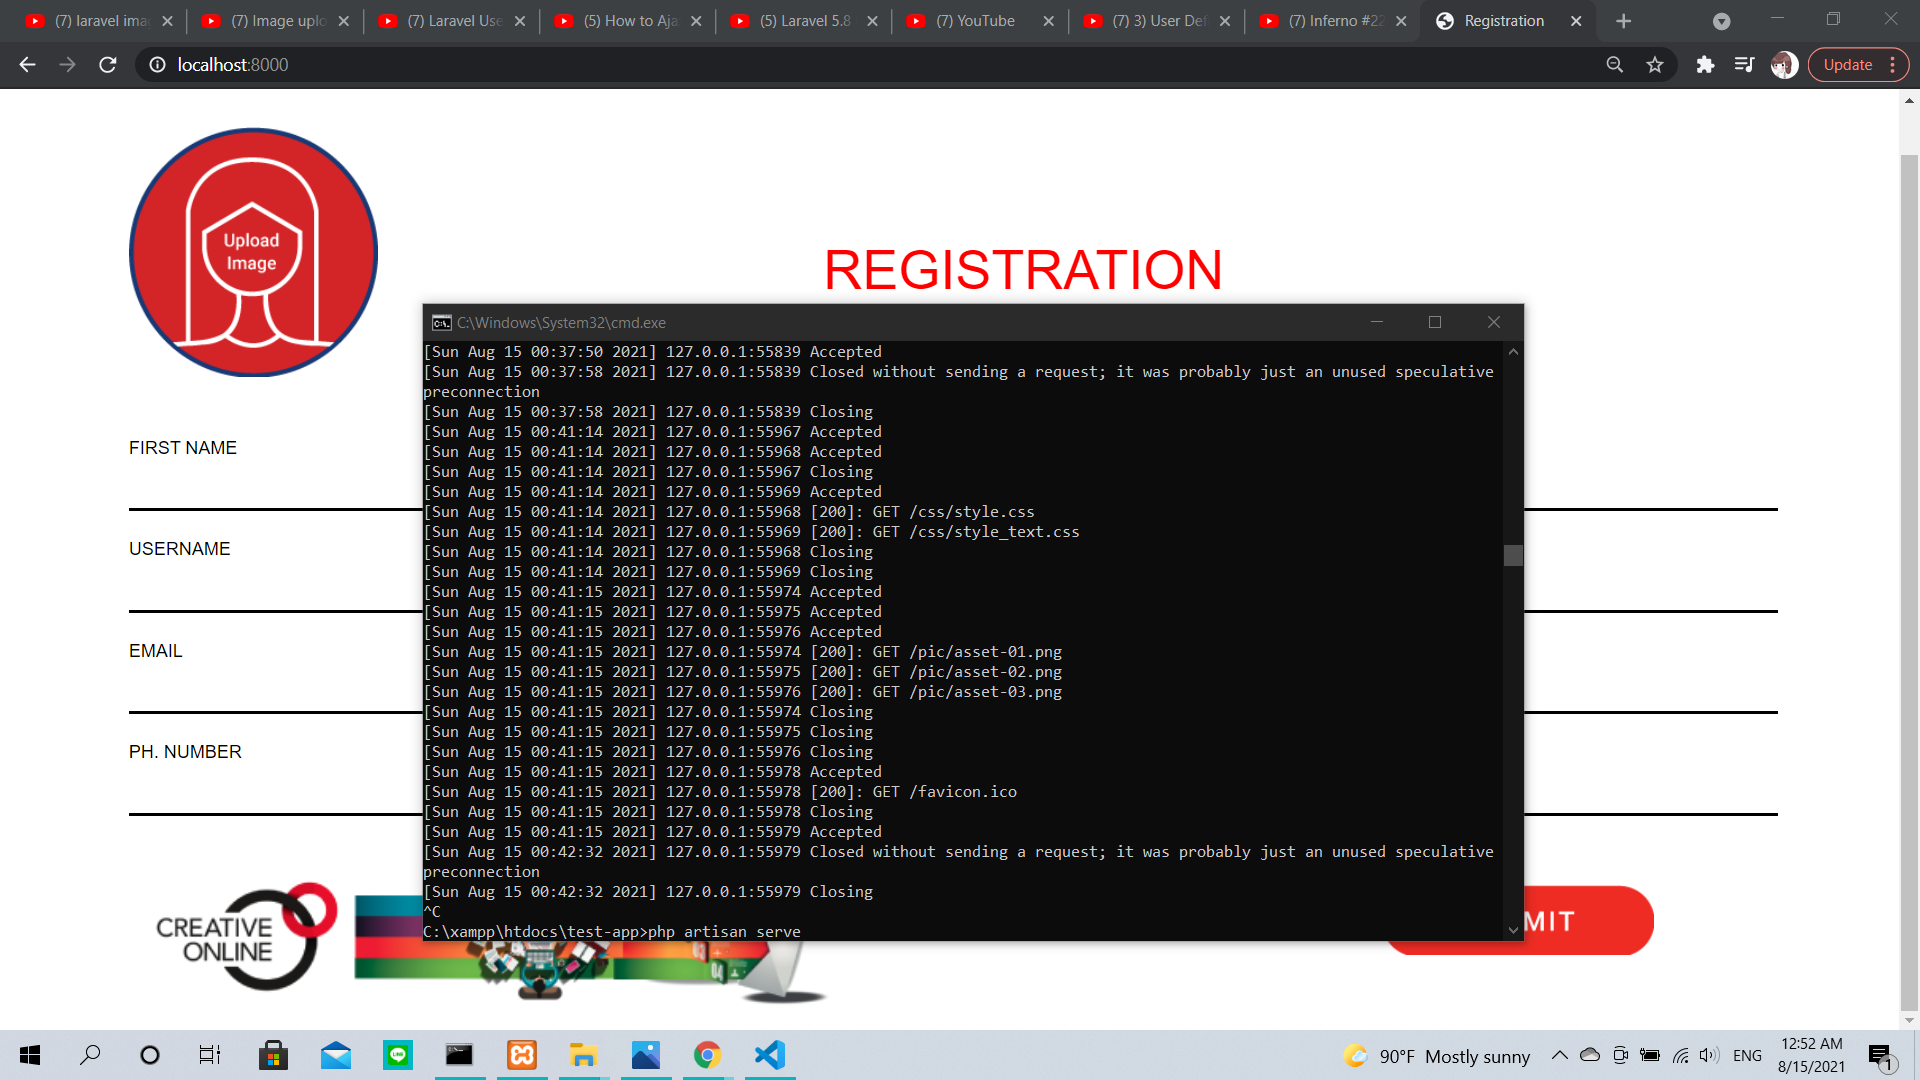 (7) laravel ima
(7) Image uplo
(7) Laravel Use
(5) How to Aja
(5) Laravel 5.8
(7) YouTube
(7) 3) User Def
(7) Inferno #22
Registration
localhost:8000
Update
Upload
Image
REGISTRATION
C:\Windows\System32\cmd.exe
[Sun Aug 15 00:37:50 2021] 127.0.0.1:55839 Accepted
[Sun Aug 15 00:37:58 2021] 127.0.0.1:55839 Closed without sending a request; it was probably just an unused speculative
preconnection
[Sun Aug 15 00:37:58 2021] 127.0.0.1:55839 Closing
[Sun Aug 15 00:41:14 2021] 127.0.0.1:55967 Accepted
[Sun Aug 15 00:41:14 2021] 127.0.0.1:55968 Accepted
[Sun Aug 15 00:41:14 2021] 127.0.0.1:55967 Closing
[Sun Aug 15 00:41:14 2021] 127.0.0.1:55969 Accepted
[Sun Aug 15 00:41:14 2021] 127.0.0.1:55968 [200]: GET /css/style.css
[Sun Aug 15 00:41:14 2021] 127.0.0.1:55969 [200]: GET /css/style_text.css
[Sun Aug 15 00:41:14 2021] 127.0.0.1:55968 Closing
[Sun Aug 15 00:41:14 2021] 127.0.0.1:55969 Closing
[Sun Aug 15 00:41:15 2021] 127.0.0.1:55974 Accepted
[Sun Aug 15 00:41:15 2021] 127.0.0.1:55975 Accepted
[Sun Aug 15 00:41:15 2021] 127.0.0.1:55976 Accepted
[Sun Aug 15 00:41:15 2021] 127.0.0.1:55974 [200]: GET /pic/asset-01.png
[Sun Aug 15 00:41:15 2021] 127.0.0.1:55975 [200]: GET /pic/asset-02.png
[Sun Aug 15 00:41:15 2021] 127.0.0.1:55976 [200]: GET /pic/asset-03.png
[Sun Aug 15 00:41:15 2021] 127.0.0.1:55974 Closing
[Sun Aug 15 00:41:15 2021] 127.0.0.1:55975 Closing
[Sun Aug 15 00:41:15 2021] 127.0.0.1:55976 Closing
[Sun Aug 15 00:41:15 2021] 127.0.0.1:55978 Accepted
[Sun Aug 15 00:41:15 2021] 127.0.0.1:55978 [200]: GET /favicon.ico
[Sun Aug 15 00:41:15 2021] 127.0.0.1:55978 Closing
[Sun Aug 15 00:41:15 2021] 127.0.0.1:55979 Accepted
[Sun Aug 15 00:42:32 2021] 127.0.0.1:55979 Closed without sending a request; it was probably just an unused speculative
preconnection
[Sun Aug 15 00:42:32 2021] 127.0.0.1:55979 Closing
^C
C:\xampp\htdocs\test-app>php artisan serve
FIRST NAME
USERNAME
EMAIL
PH. NUMBER
CREATIVE
ONLINE
04
MIT
90°F Mostly sunny
ENG
12:52 AM
8/15/2021
1